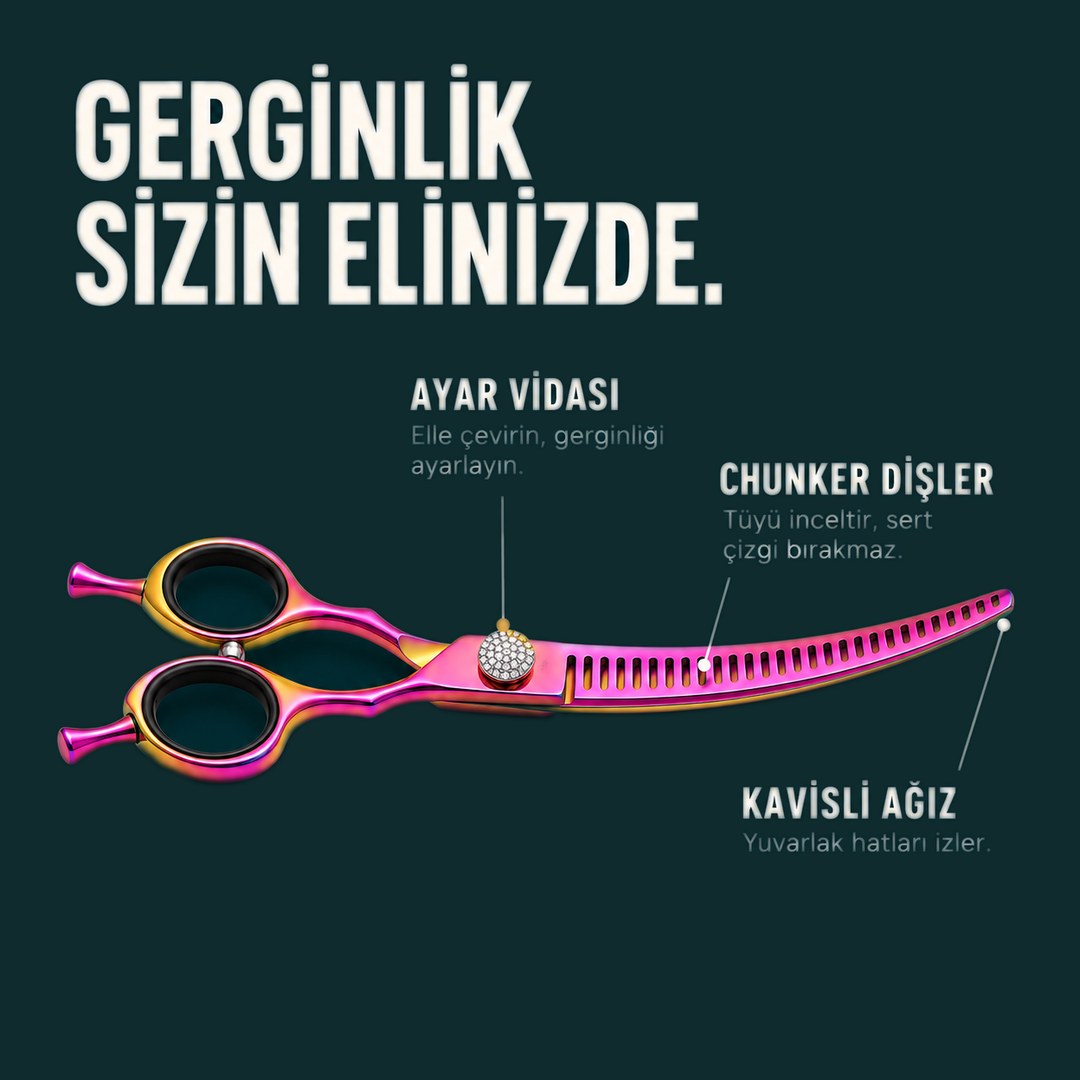 GERGİNLİK
SİZİN ELİNİZDE.
AYAR VİDASI
Elle çevirin, gerginliği
ayarlayın.
CHUNKER DİŞLER
Tüyü inceltir, sert
çizgi bırakmaz.
KAVİSLİ AĞIZ
Yuvarlak hatları izler.